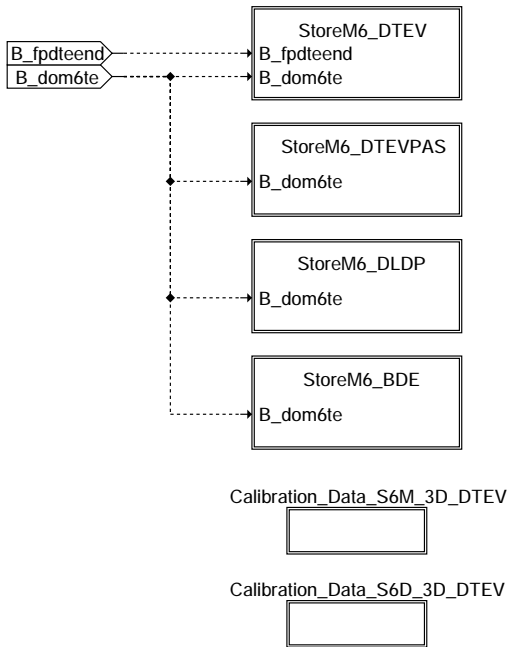 StoreM6_DTEV
B_fpdteend
B_fpdteend
B_dom6te
B_dom6te
StoreM6_DTEVPAS
B_dom6te
StoreM6_DLDP
B_dom6te
StoreM6_BDE
B_dom6te
Calibration_Data_S6M_3D_DTEV
Calibration_Data_S6D_3D_DTEV